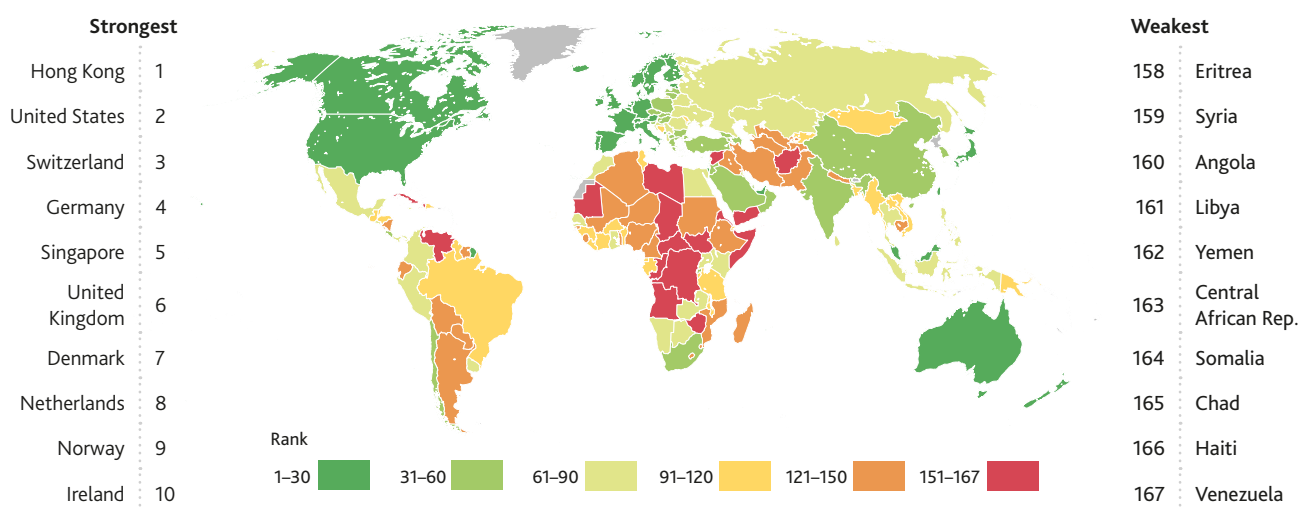 Strongest
Hong Kong 1
United States 2
Switzerland 3
Germany 4
Singapore 5
United
Kingdom 6
Denmark 7
Netherlands 8
Norway 9
Ireland 10
Rank
1–30
31–60
61–90
91–120
121–150
151–167
Weakest
158 Eritrea
159 Syria
160 Angola
161 Libya
162 Yemen
163 Central
African Rep.
164 Somalia
165 Chad
166 Haiti
167 Venezuela